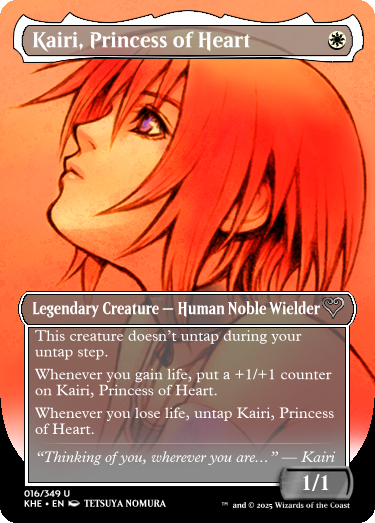 Kairi, Princess of Heart
Legendary Creature — Human Noble Wielder
This creature doesn't untap during your
untap step.
Whenever you gain life, put a +1/+1 counter
on Kairi, Princess of Heart.
Whenever you lose life, untap Kairi, Princess
of Heart.
“Thinking of you, wherever you are…” — Kairi
1/1
016/349 U
KHE • EN TETSUYA NOMURA
™ and © 2025 Wizards of the Coast